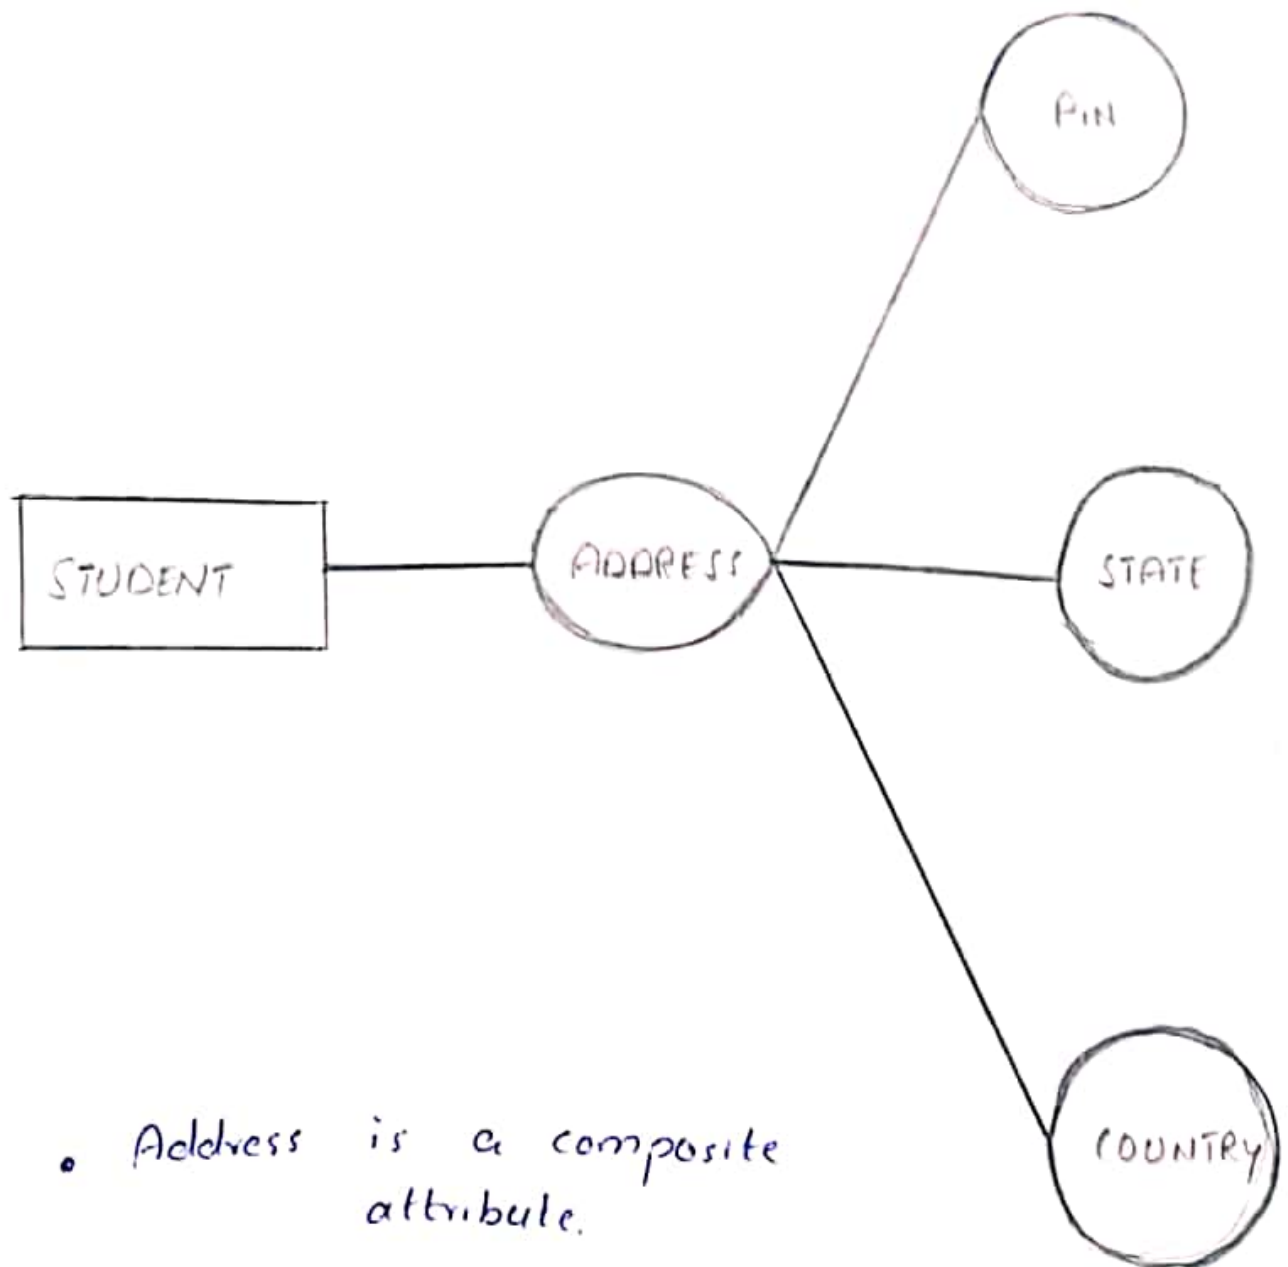 PIN
STUDENT
ADDRESS
STATE
COUNTRY
• Address is a composite
attribute.